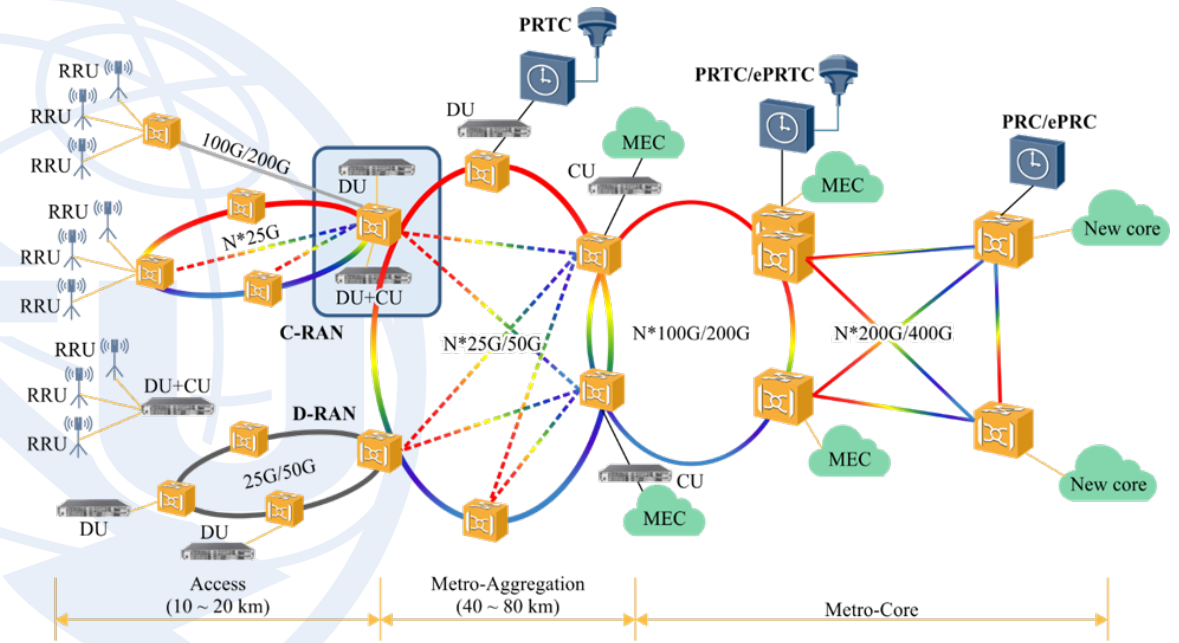 PRTC
RRU
RRU
RRU
100G/200G
DU
DU
MEC
CU
PRTC/ePRTC
MEC
PRC/ePRC
New core
RRU
RRU
RRU
N*25G
DU+CU
C-RAN
N*25G/50G
N*100G/200G
N*200G/400G
RRU
RRU
RRU
DU+CU
D-RAN
25G/50G
DU
DU
CU
MEC
MEC
New core
Access
(10 ~ 20 km)
Metro-Aggregation
(40 ~ 80 km)
Metro-Core